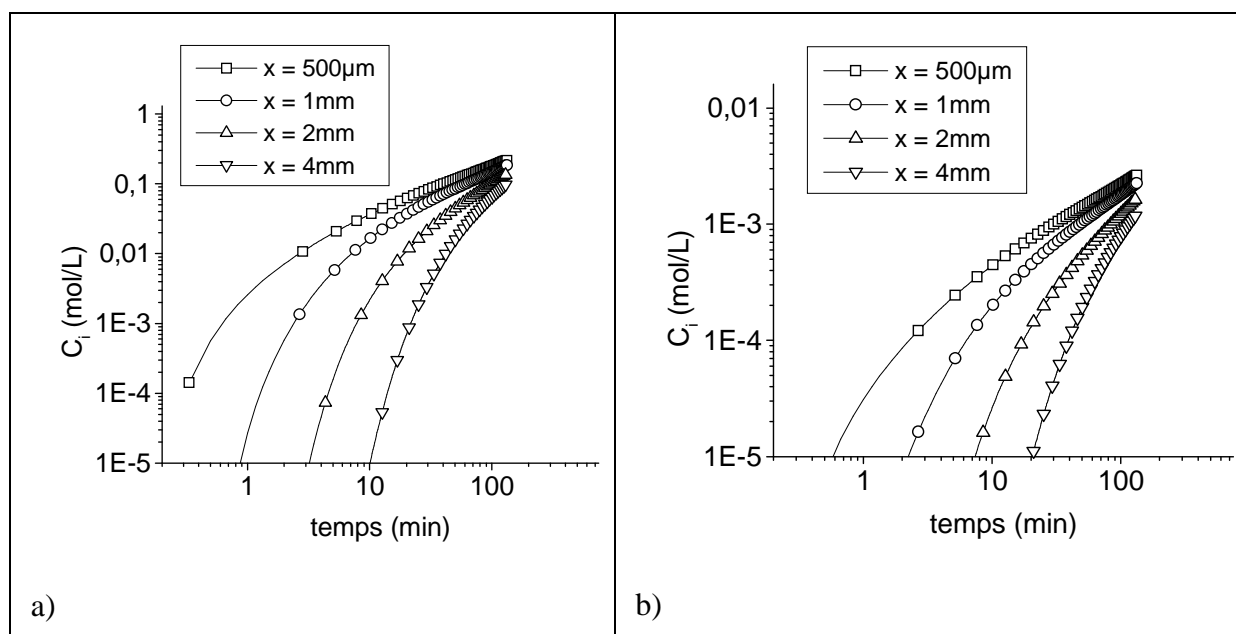 x = 500µm
x = 1mm
x = 2mm
x = 4mm
1
0,1
0,01
1E-3
1E-4
1E-5
C_i (mol/L)
1 10 100
temps (min)
a)
x = 500µm
x = 1mm
x = 2mm
x = 4mm
0,01
1E-3
1E-4
1E-5
C_i (mol/L)
1 10 100
temps (min)
b)